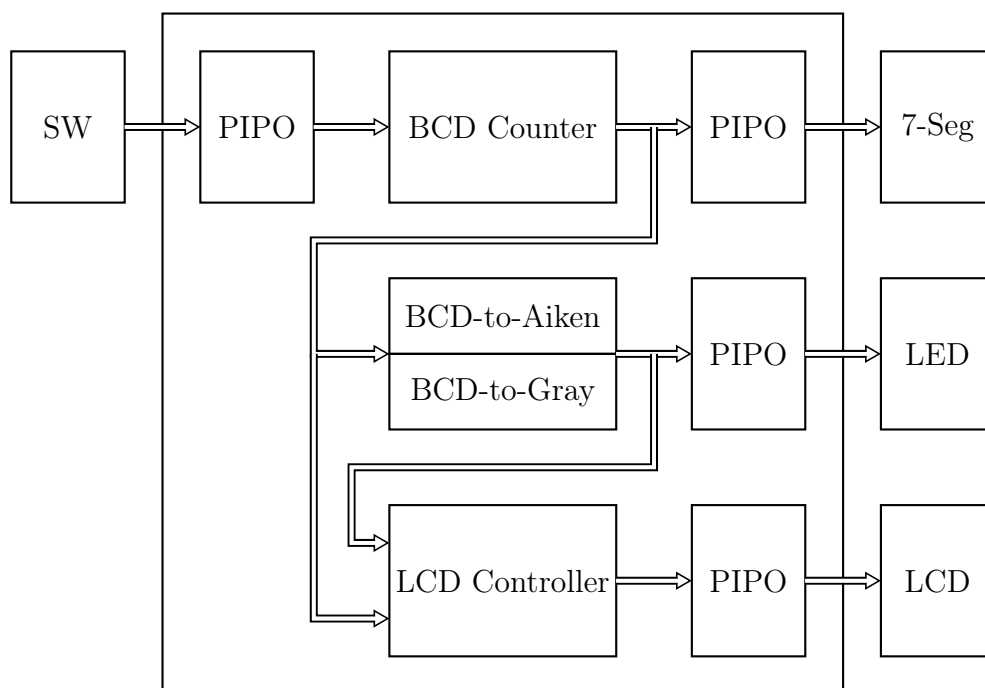 SW
PIPO
BCD Counter
PIPO
7-Seg
BCD-to-Aiken
BCD-to-Gray
PIPO
LED
LCD Controller
PIPO
LCD